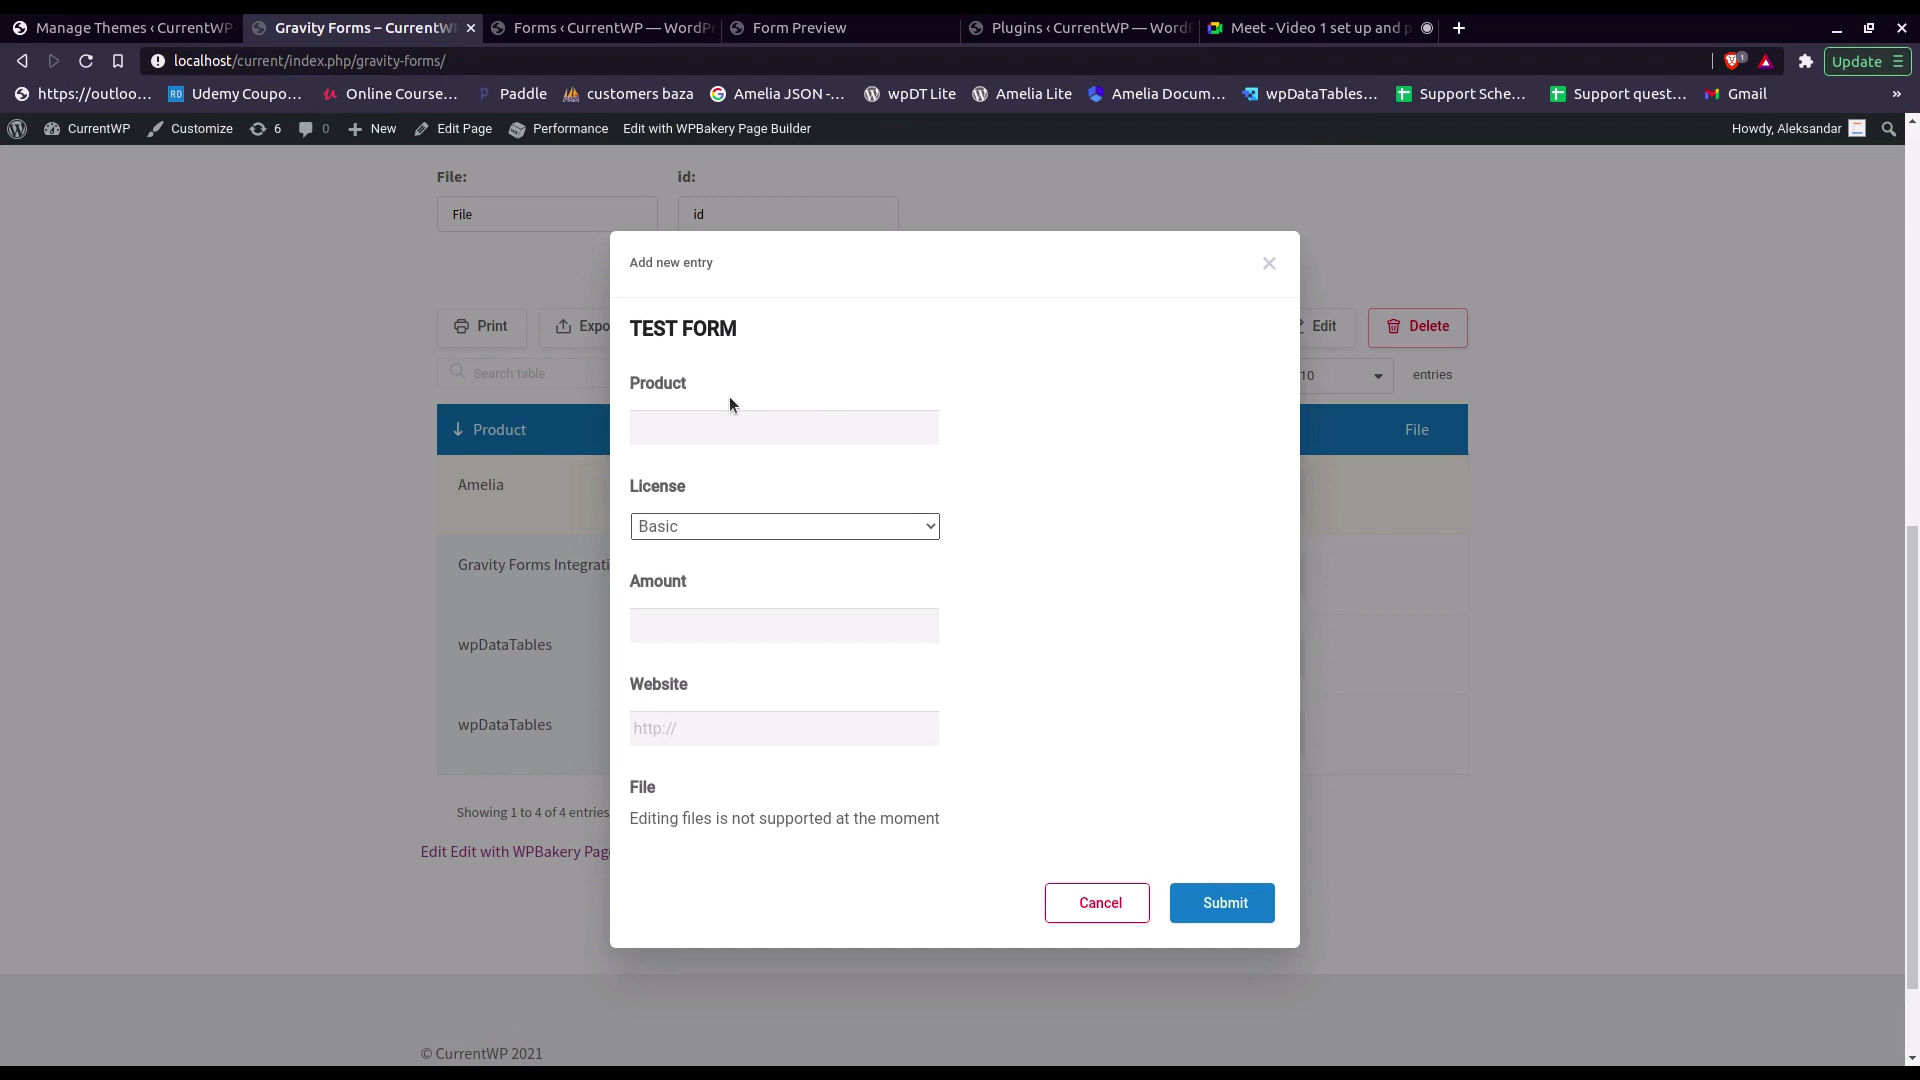 Manage Themes ‹ CurrentWP
Gravity Forms – CurrentW
Forms ‹ CurrentWP — WordPr
Form Preview
Plugins ‹ CurrentWP — Word
Meet - Video 1 set up and p
localhost/current/index.php/gravity-forms/
1
Update
https://outloo...
RD Udemy Coupo...
Online Course...
Paddle
customers baza
Amelia JSON -...
wpDT Lite
Amelia Lite
Amelia Docum...
wpDataTables...
Support Sche...
Support quest...
Gmail
»
CurrentWP
Customize
6
0
New
Edit Page
Performance
Edit with WPBakery Page Builder
Howdy, Aleksandar
File:
id:
File
id
Add new entry
TEST FORM
Print
Expo
Edit
Delete
Search table
10
entries
Product
Product
File
Amelia
License
Basic
Gravity Forms Integrati
Amount
wpDataTables
Website
http://
wpDataTables
File
Editing files is not supported at the moment
Showing 1 to 4 of 4 entries
Edit Edit with WPBakery Pag
Cancel
Submit
© CurrentWP 2021